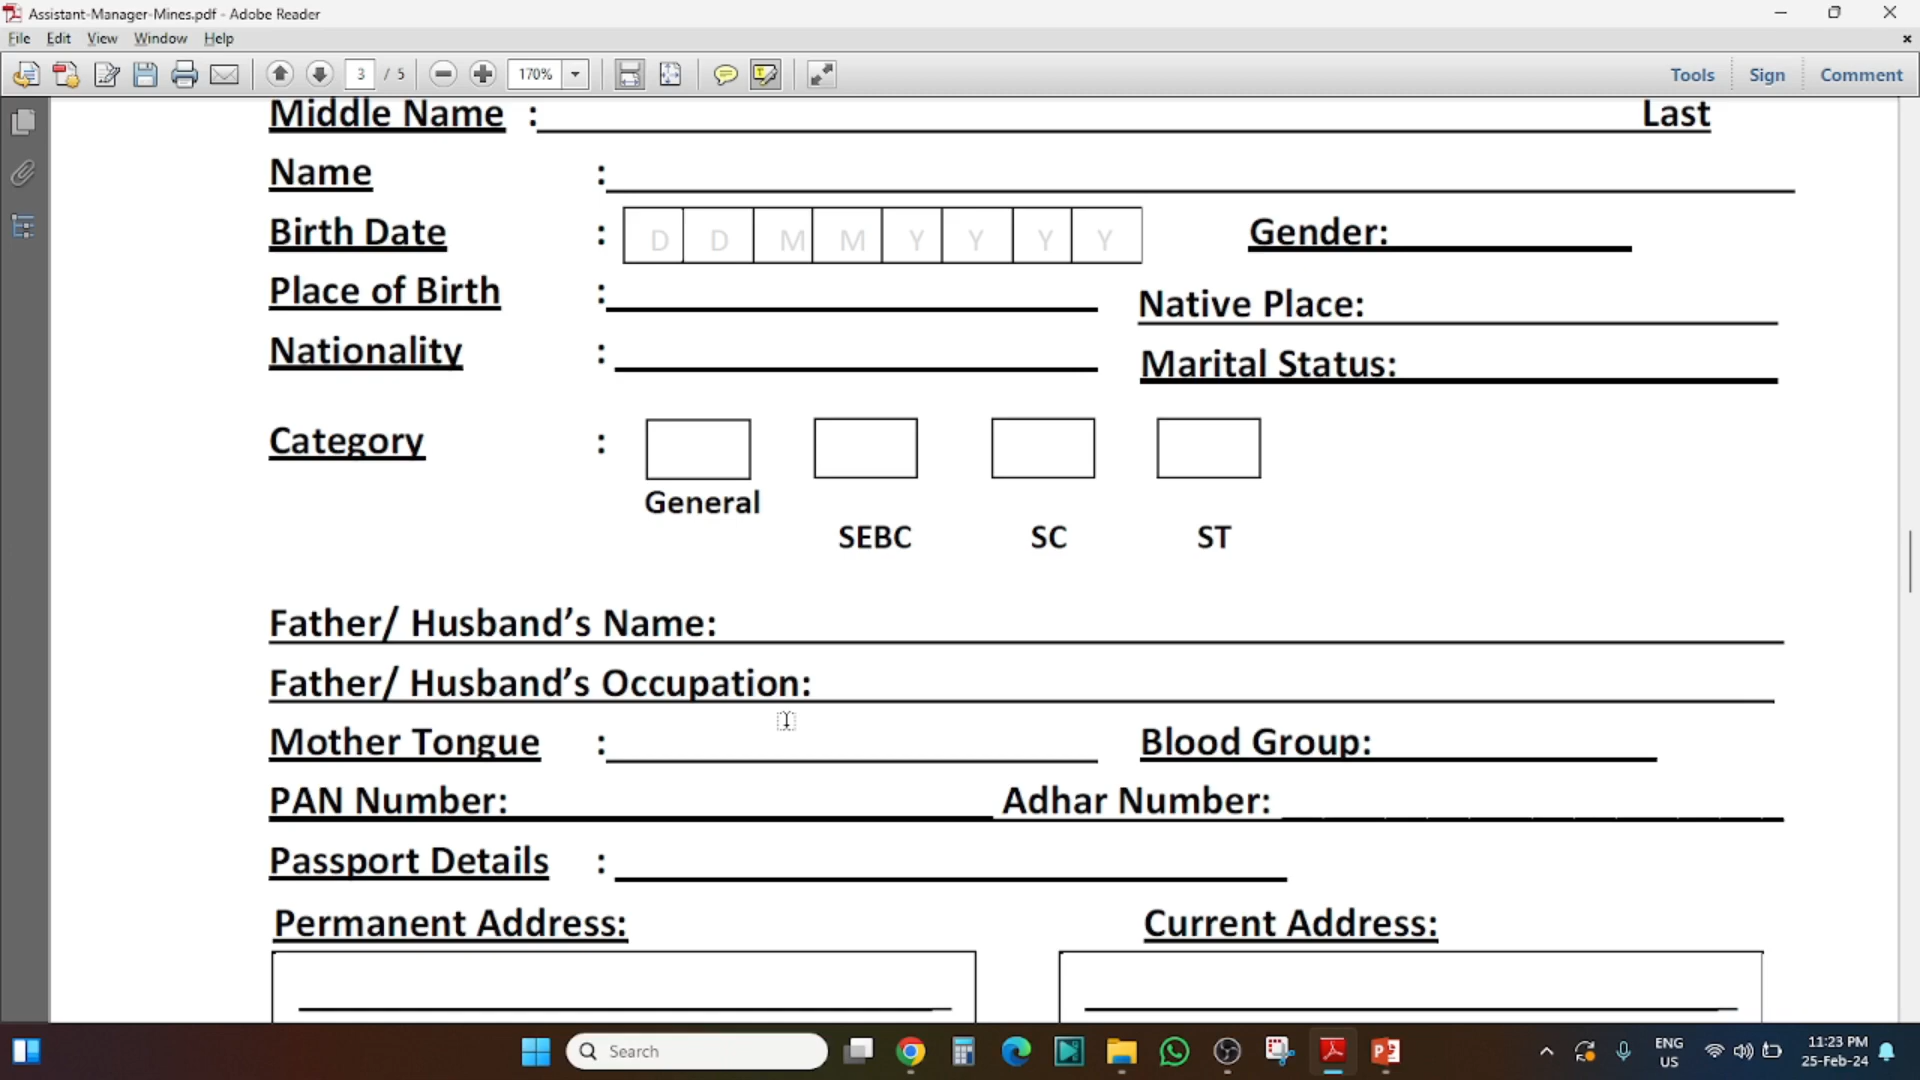 Assistant-Manager-Mines.pdf - Adobe Reader
File Edit View Window Help
3 / 5 170% Tools Sign Comment
Middle Name : Last
Name :
Birth Date : D D M M Y Y Y Y Gender:
Place of Birth : Native Place:
Nationality : Marital Status:
Category :
General
SEBC SC ST
Father/ Husband’s Name:
Father/ Husband’s Occupation:
Mother Tongue : Blood Group:
PAN Number: Adhar Number:
Passport Details :
Permanent Address: Current Address:
Search
ENG 11:23 PM
US 25-Feb-24